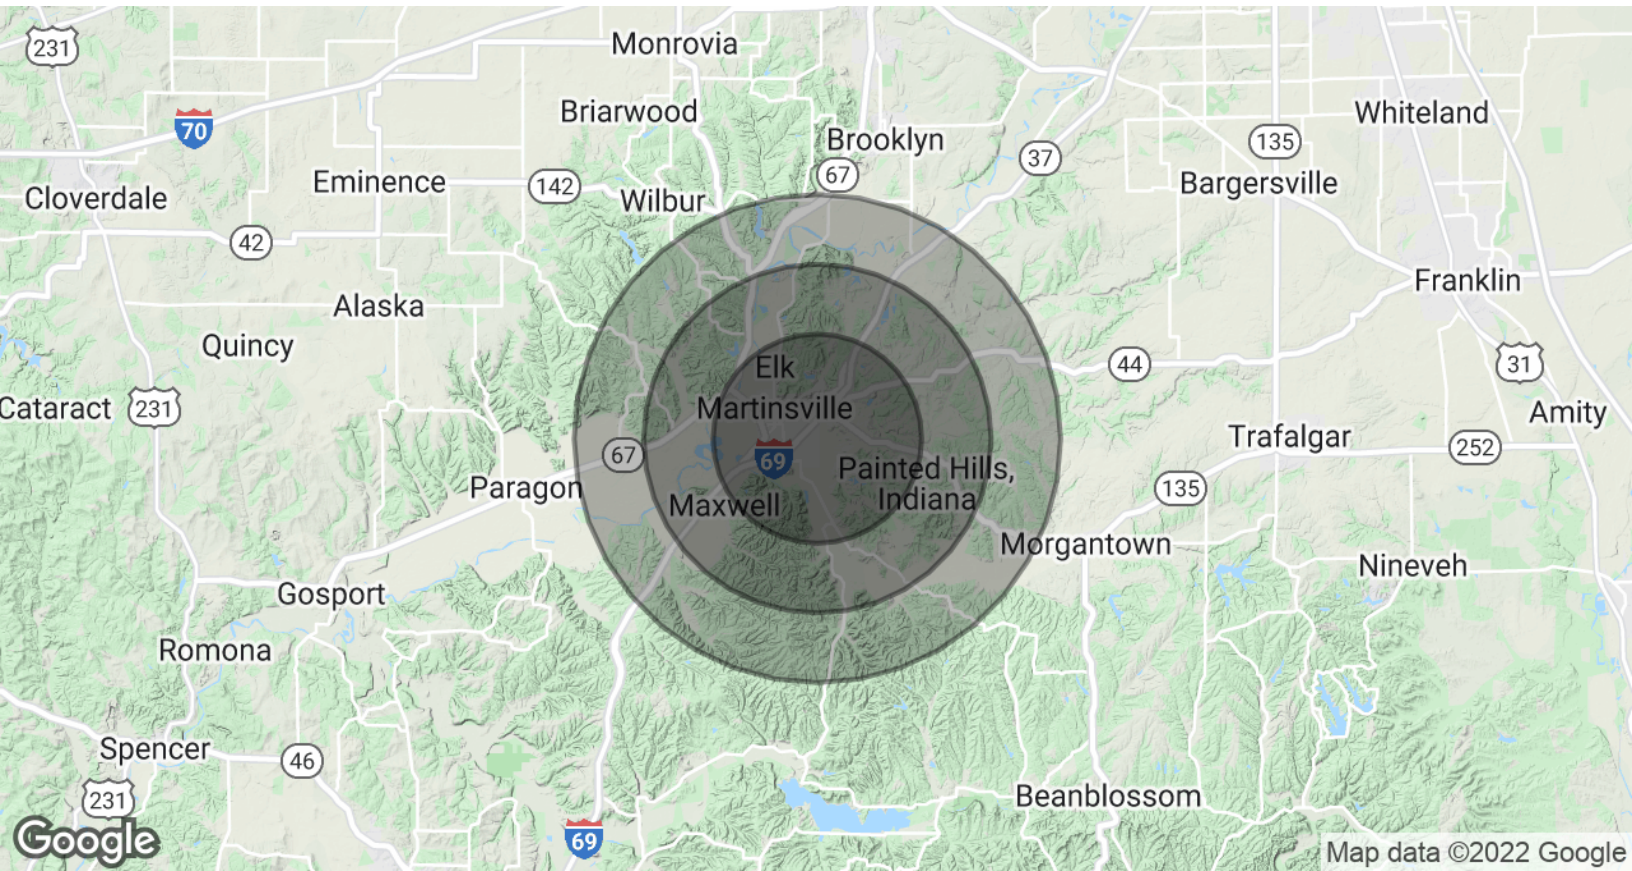 231
Monrovia
70
Briarwood
Whiteland
Brooklyn
135
37
67
Cloverdale
Eminence
142
Wilbur
Bargersville
42
Franklin
Alaska
Quincy
44
31
Elk
Cataract
231
Martinsville
Amity
67
69
Trafalgar
252
Painted Hills,
Indiana
Paragon
Maxwell
135
Morgantown
Nineveh
Gosport
Romona
Spencer
46
231
Beanblossom
Google
69
Map data ©2022 Google